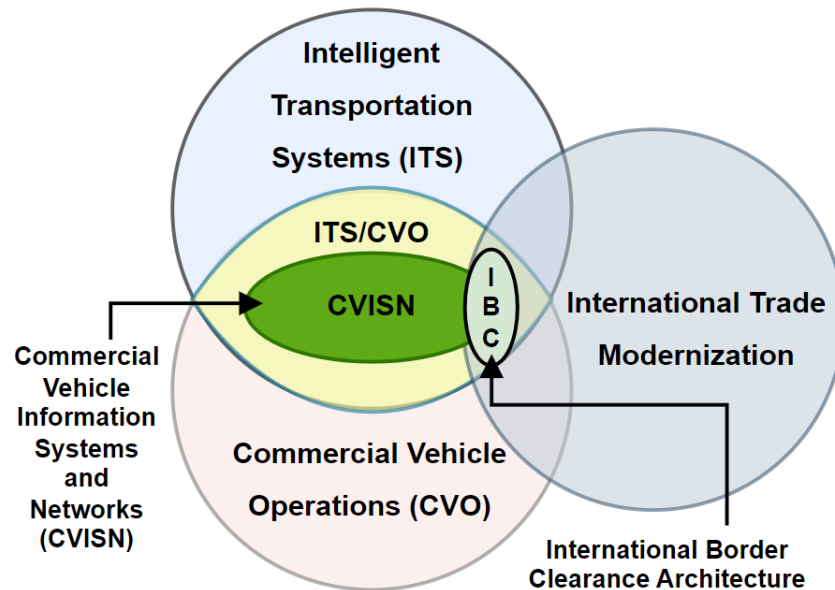 Intelligent
Transportation
Systems (ITS)
ITS/CVO
CVISN
I
B
C
International Trade
Modernization
Commercial
Vehicle
Information
Systems
and
Networks
(CVISN)
Commercial Vehicle
Operations (CVO)
International Border
Clearance Architecture